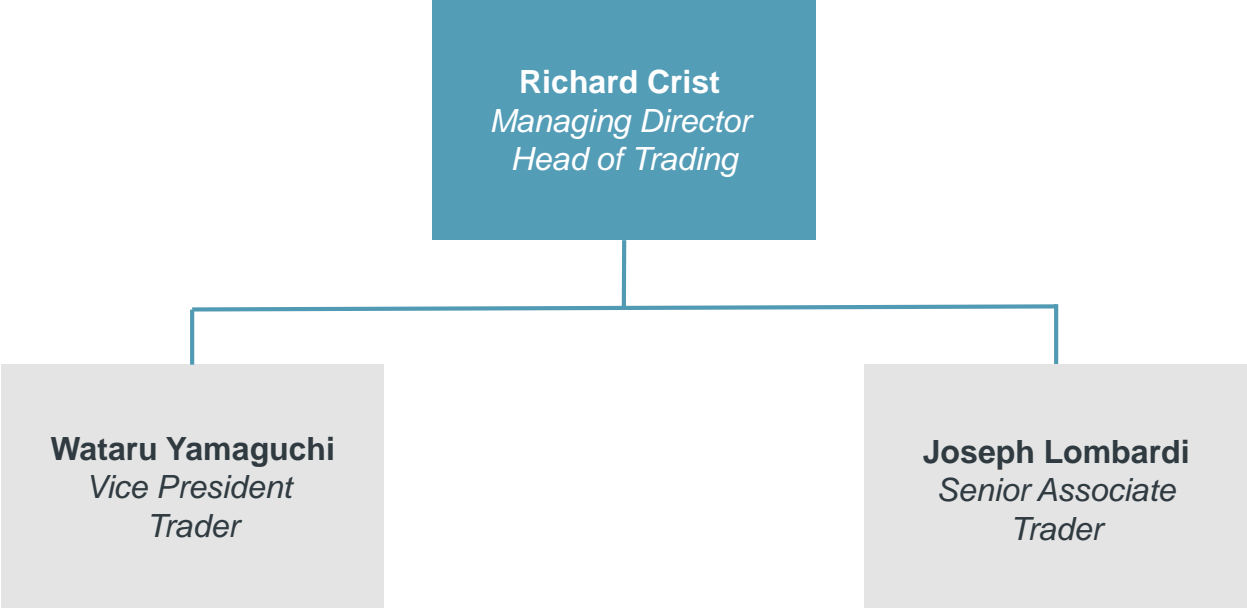 Richard Crist
Managing Director
Head of Trading
Wataru Yamaguchi
Vice President
Trader
Joseph Lombardi
Senior Associate
Trader